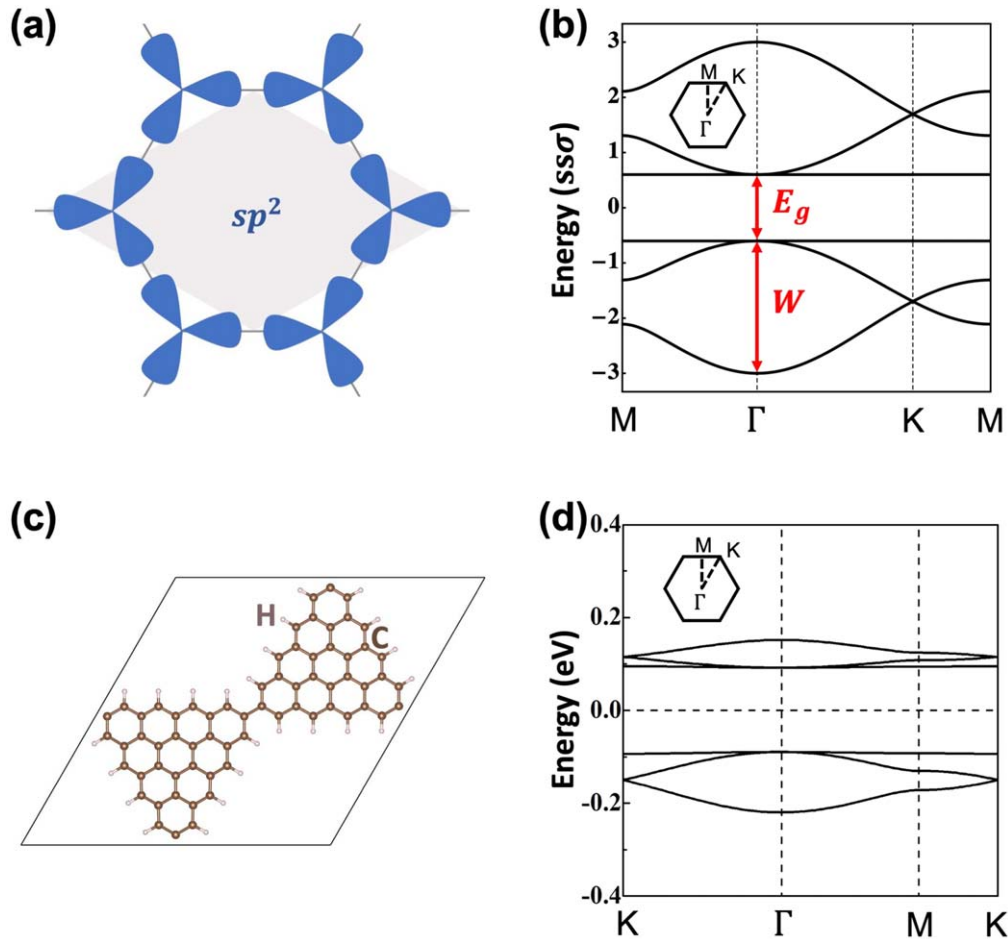 (a)
sp²
(b)
Energy (ssσ)
3
2
1
0
−1
−2
−3
M
K
Γ
E_g
W
M Γ K M
(c)
H
C
(d)
Energy (eV)
0.4
0.2
0.0
-0.2
-0.4
M
K
Γ
K Γ M K